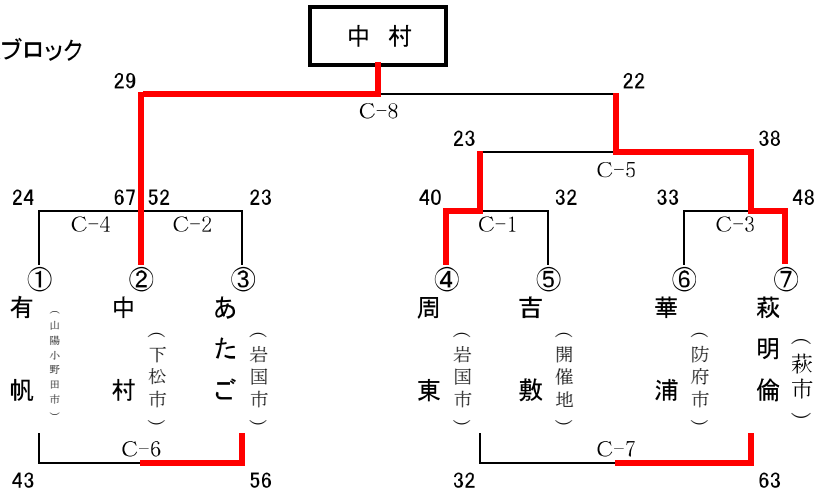 中村
ブロック
29 22
C-8
23 38
C-5
24 67 52 23 40 32 33 48
C-4 C-2 C-1 C-3
① ② ③ ④ ⑤ ⑥ ⑦
有帆
(山陽小野田市)
中村
(下松市)
あたご
(岩国市)
周東
(岩国市)
吉敷
(開催地)
華浦
(防府市)
萩明倫
(萩市)
C-6 C-7
43 56 32 63